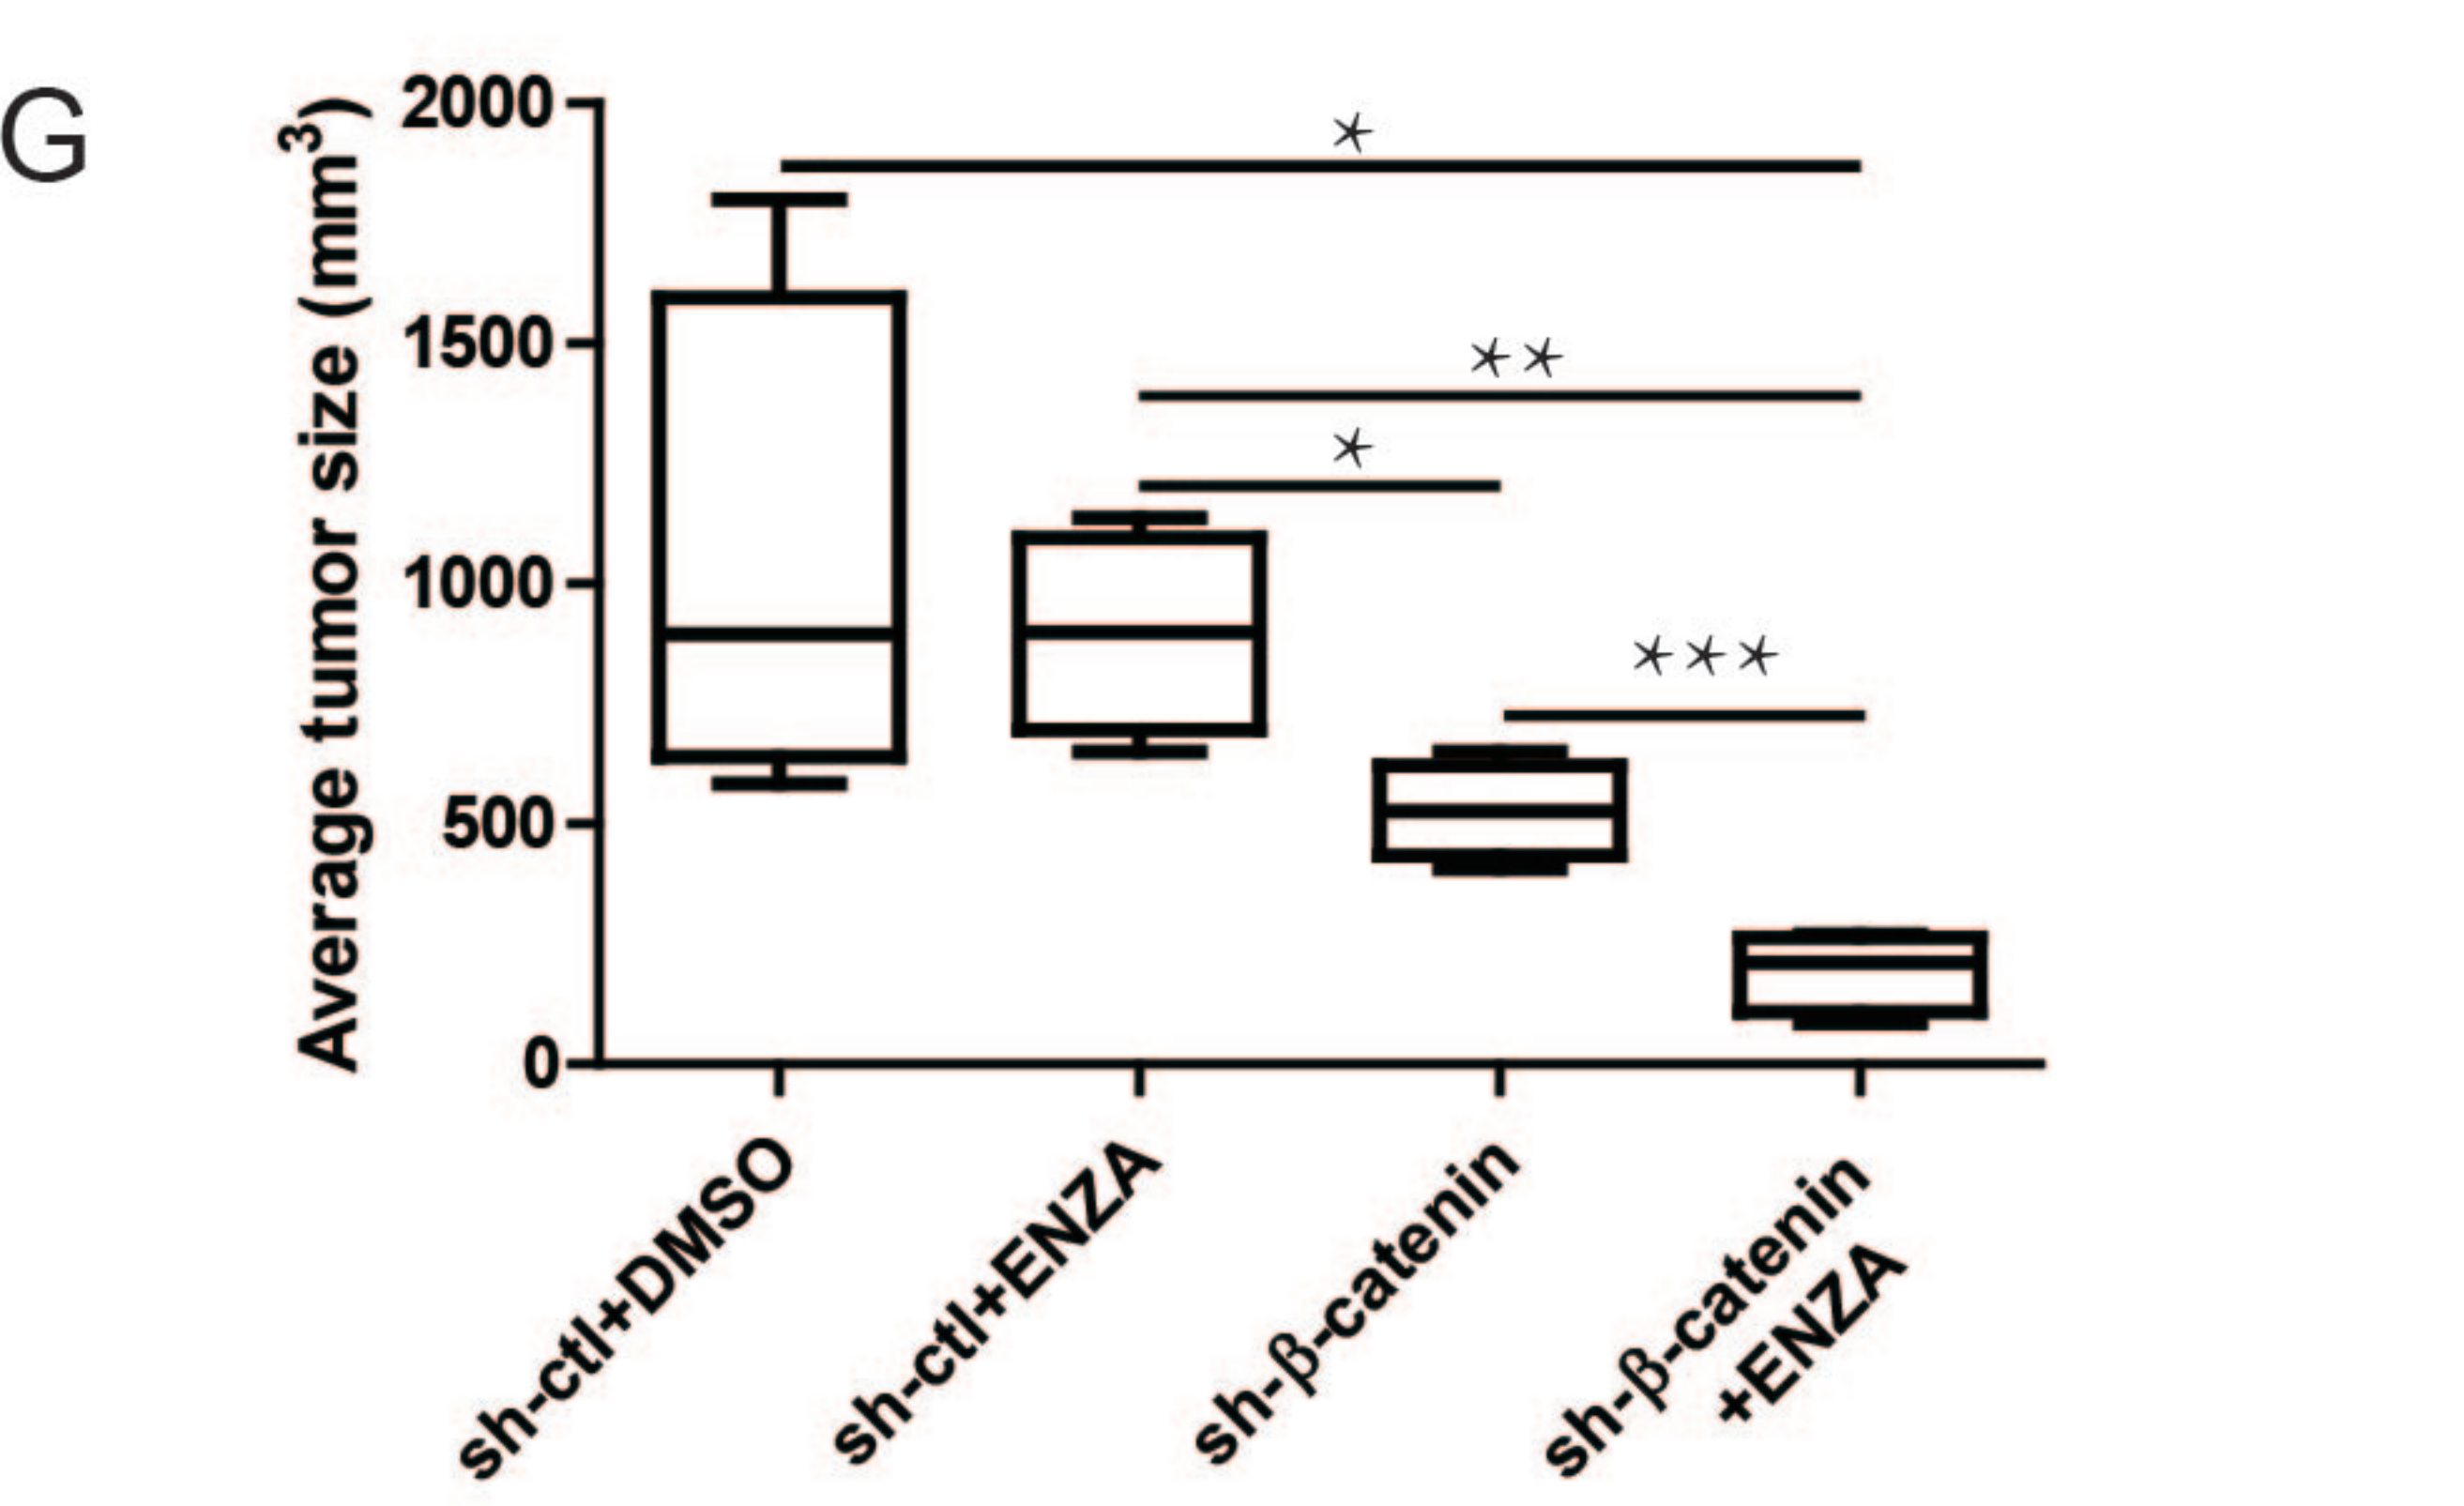 G
Average tumor size (mm³)
2000
1500
1000
500
0
*
**
*
***
sh-ctl+DMSO
sh-ctl+ENZA
sh-β-catenin
sh-β-catenin
+ENZA